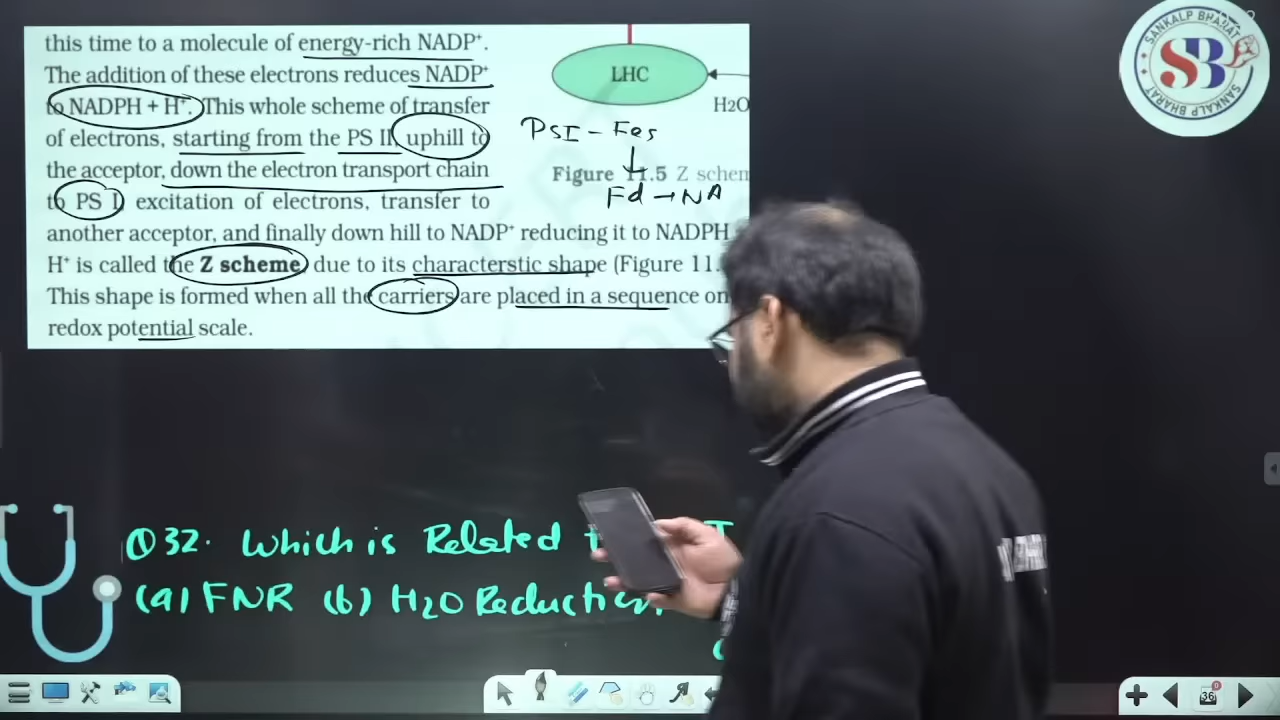 this time to a molecule of energy-rich NADP⁺.
The addition of these electrons reduces NADP⁺
to NADPH + H⁺. This whole scheme of transfer
of electrons, starting from the PS II, uphill to
the acceptor, down the electron transport chain
to PS I, excitation of electrons, transfer to
another acceptor, and finally down hill to NADP⁺ reducing it to NADPH
H⁺ is called the Z scheme, due to its characterstic shape (Figure 11.
This shape is formed when all the carriers are placed in a sequence on
redox potential scale.
LHC
H2O
PSI - Fes
↓
Figure 11.5 Z schem
Fd → NA
SANKALP BHARAT
SB
SANKALP BHARAT
Q32. Which is Related
(a) FNR (b) H2O Reduction
36